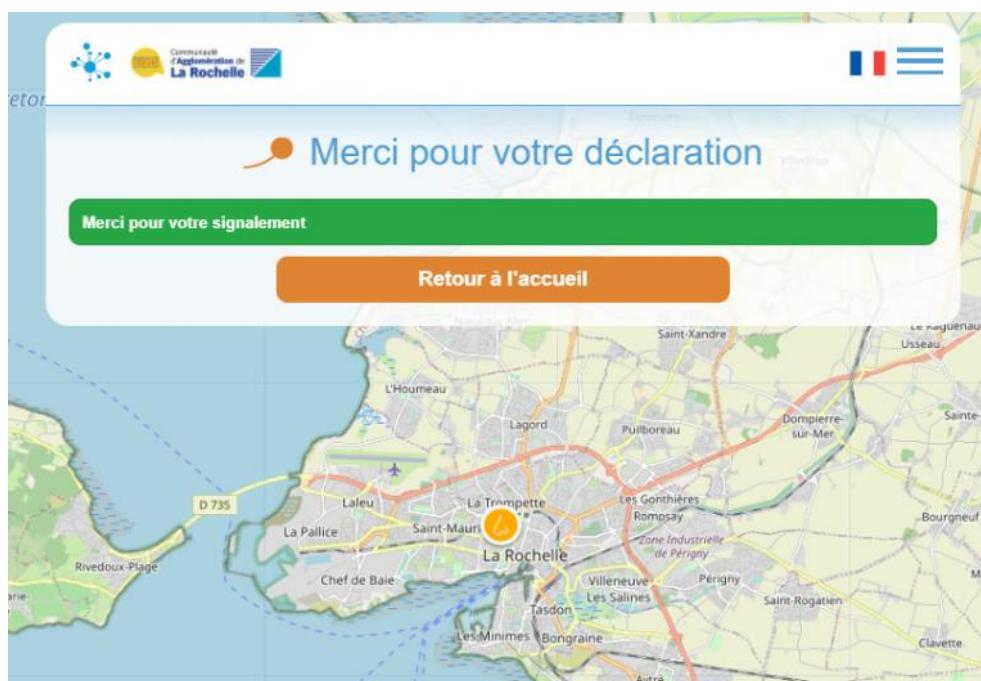 Communauté
d'Agglomération de
La Rochelle
Merci pour votre déclaration
Merci pour votre signalement
Retour à l'accueil
Saint-Xandre
Usseau
L'Houmeau
Lagord
Puilboreau
Dompierre-
sur-Mer
Sainte-
D 735
Laleu
La Trompette
Les Gonthières
Rompsay
Bourgneuf
La Pallice
Saint-Mauri
La Rochelle
Zone Industrielle
de Périgny
Rivedoux-Plage
Chef de Baie
Villeneuve
Les Salines
Périgny
Saint-Rogatien
Tasdon
Les Minimes
Bongraine
Clavette
Aytré